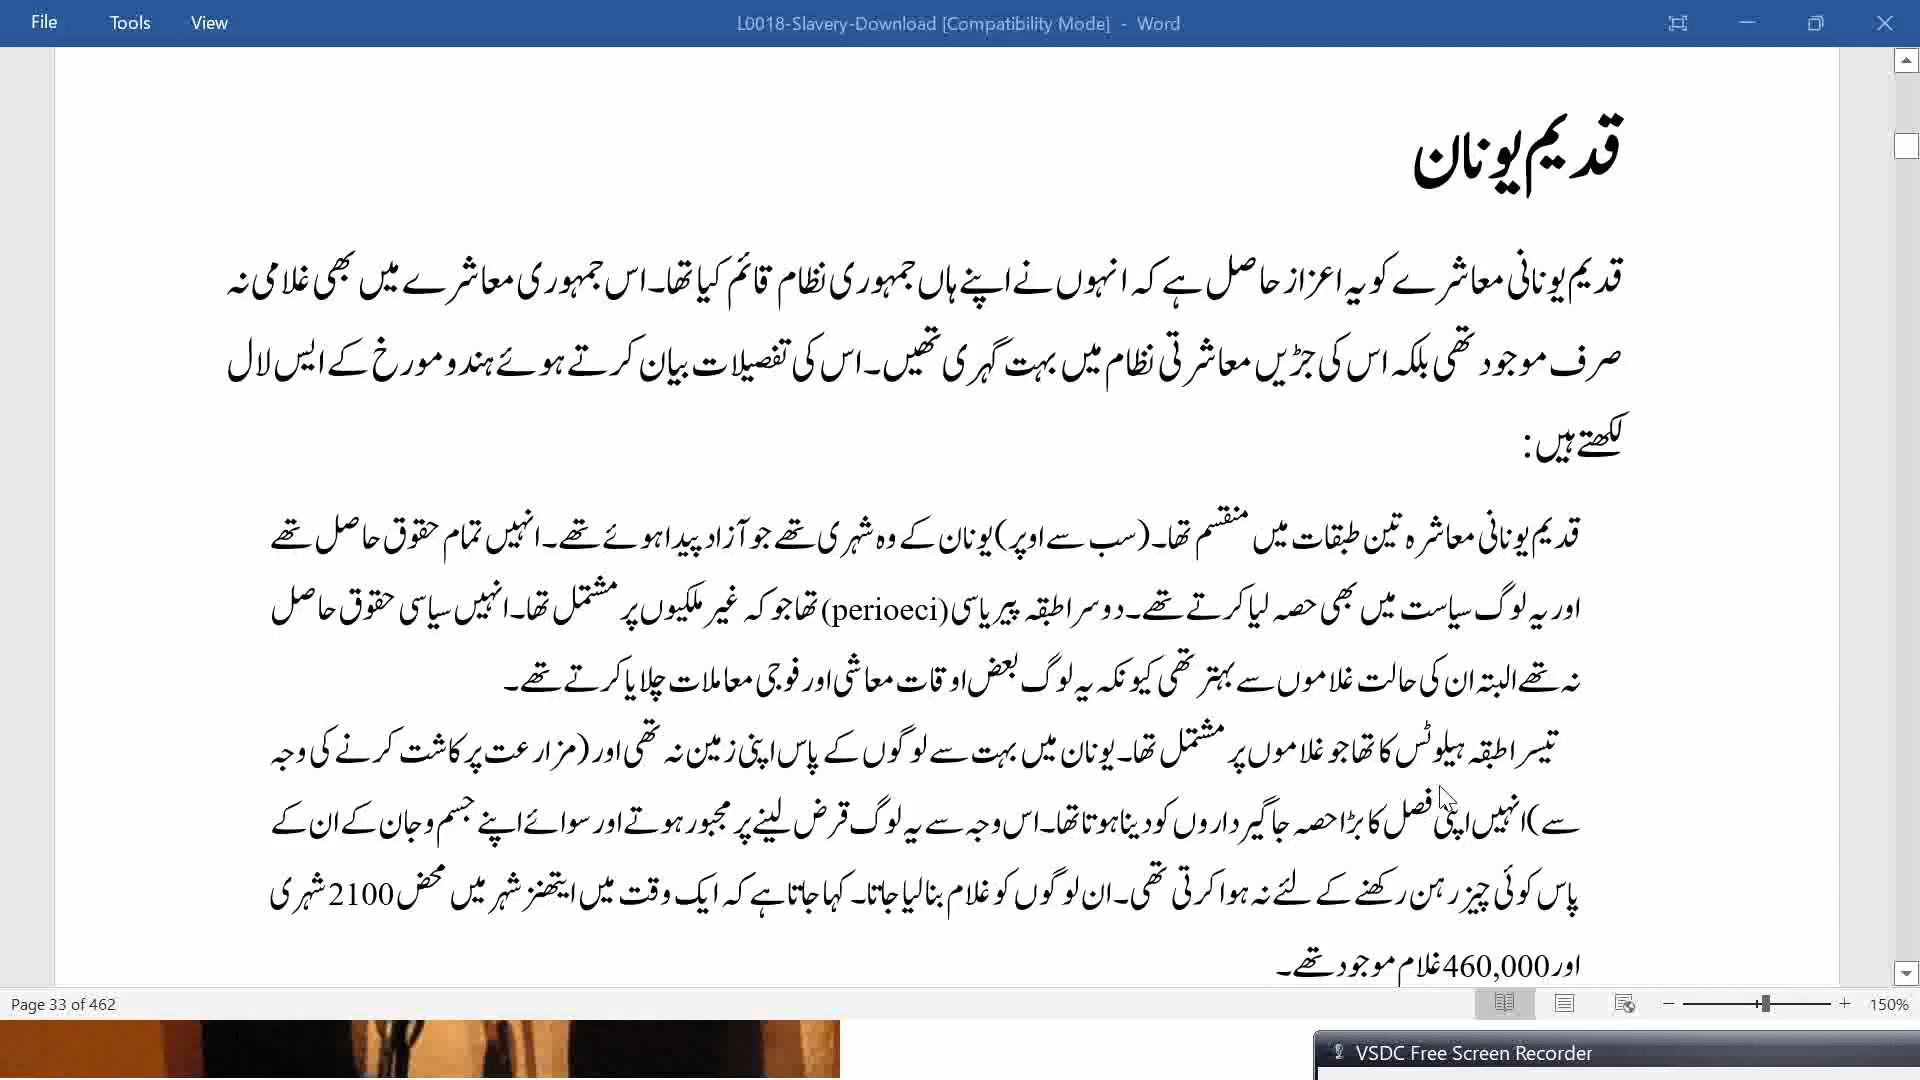 File Tools View L0018-Slavery-Download [Compatibility Mode] - Word
قدیم یونان
قدیم یونانی معاشرے کو یہ اعزاز حاصل ہے کہ انہوں نے اپنے ہاں جمہوری نظام قائم کیا تھا۔ اس جمہوری معاشرے میں بھی غلامی نہ
صرف موجود تھی بلکہ اس کی جڑیں معاشرتی نظام میں بہت گہری تھیں۔ اس کی تفصیلات بیان کرتے ہوئے ہندو مورخ کے ایس لال
لکھتے ہیں:
قدیم یونانی معاشرہ تین طبقات میں منقسم تھا۔ (سب سے اوپر) یونان کے وہ شہری تھے جو آزاد پیدا ہوئے تھے۔ انہیں تمام حقوق حاصل تھے
اور یہ لوگ سیاست میں بھی حصہ لیا کرتے تھے۔ دوسرا طبقہ پیریاسی (perioeci) تھا جو کہ غیر ملکیوں پر مشتمل تھا۔ انہیں سیاسی حقوق حاصل
نہ تھے البتہ ان کی حالت غلاموں سے بہتر تھی کیونکہ یہ لوگ بعض اوقات معاشی اور فوجی معاملات چلایا کرتے تھے۔
تیسرا طبقہ ہیلوٹس کا تھا جو غلاموں پر مشتمل تھا۔ یونان میں بہت سے لوگوں کے پاس اپنی زمین نہ تھی اور (مزارعت پر کاشت کرنے کی وجہ
سے) انہیں اپنی فصل کا بڑا حصہ جاگیر داروں کو دینا ہوتا تھا۔ اس وجہ سے یہ لوگ قرض لینے پر مجبور ہوتے اور سوائے اپنے جسم و جان کے ان کے
پاس کوئی چیز رہن رکھنے کے لئے نہ ہوا کرتی تھی۔ ان لوگوں کو غلام بنا لیا جاتا۔ کہا جاتا ہے کہ ایک وقت میں ایتھنز شہر میں محض 2100 شہری
اور 460,000 غلام موجود تھے۔
Page 33 of 462 150%
VSDC Free Screen Recorder